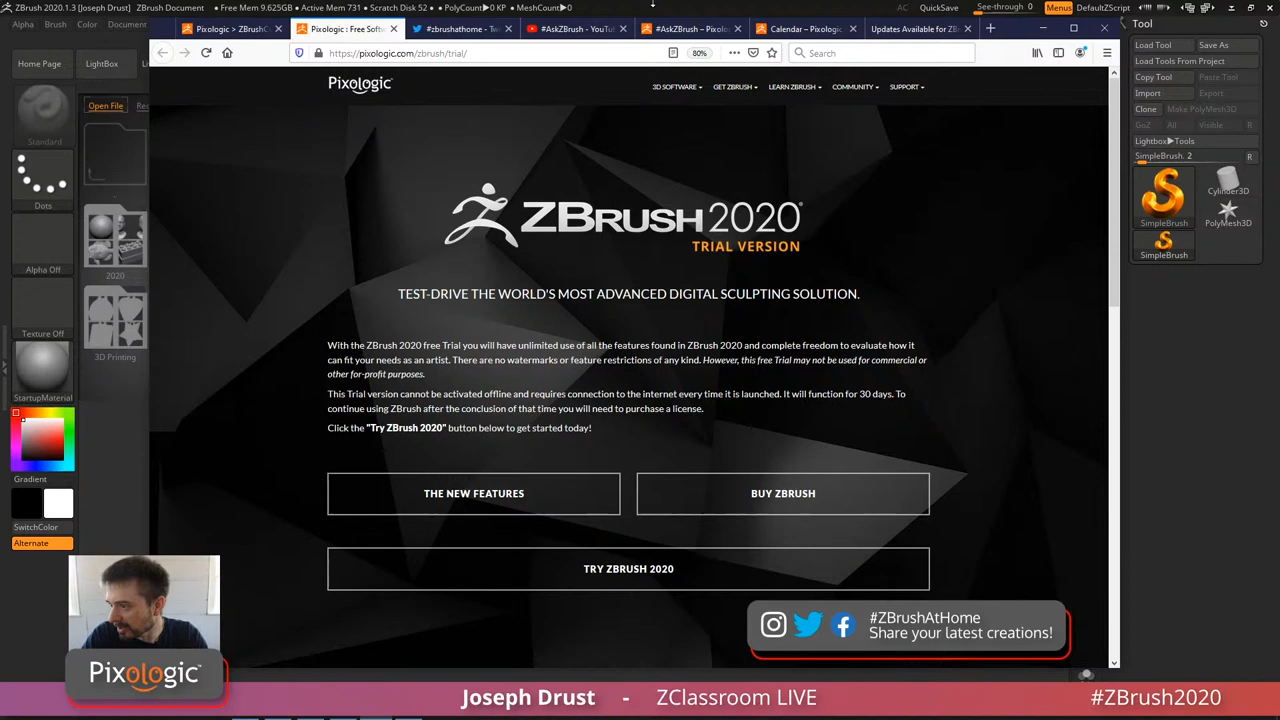 ZBrush 2020.1.3 [Joseph Drust] ZBrush Document • Free Mem 9.625GB • Active Mem 731 • Scratch Disk 52 • PolyCount 0 KP • MeshCount 0 AC QuickSave See-through 0 Menus DefaultZScript
Alpha Brush Color
Pixologic > ZBrushC Pixologic : Free Softw #zbrushathome - Tw #AskZBrush - YouTu #AskZBrush – Pixolo Calendar – Pixologic Updates Available for ZB
https://pixologic.com/zbrush/trial/ 80% Search
Home Page LightBox
Open File
Standard
Dots
Alpha Off
Texture Off
StartupMaterial
Gradient
SwitchColor
Alternate
2020
3D Printing
Pixologic
3D SOFTWARE GET ZBRUSH LEARN ZBRUSH COMMUNITY SUPPORT
ZBRUSH 2020
TRIAL VERSION
TEST-DRIVE THE WORLD'S MOST ADVANCED DIGITAL SCULPTING SOLUTION.
With the ZBrush 2020 free Trial you will have unlimited use of all the features found in ZBrush 2020 and complete freedom to evaluate how it
can fit your needs as an artist. There are no watermarks or feature restrictions of any kind. However, this free Trial may not be used for commercial or
other for-profit purposes.
This Trial version cannot be activated offline and requires connection to the internet every time it is launched. It will function for 30 days. To
continue using ZBrush after the conclusion of that time you will need to purchase a license.
Click the "Try ZBrush 2020" button below to get started today!
THE NEW FEATURES BUY ZBRUSH
TRY ZBRUSH 2020
Tool
Load Tool Save As
Load Tools From Project
Copy Tool Paste Tool
Import Export
Clone Make PolyMesh3D
GoZ All Visible R
Lightbox▶Tools
SimpleBrush. 2 R
SimpleBrush
Cylinder3D
PolyMesh3D
SimpleBrush
#ZBrushAtHome
Share your latest creations!
Pixologic
Joseph Drust - ZClassroom LIVE #ZBrush2020